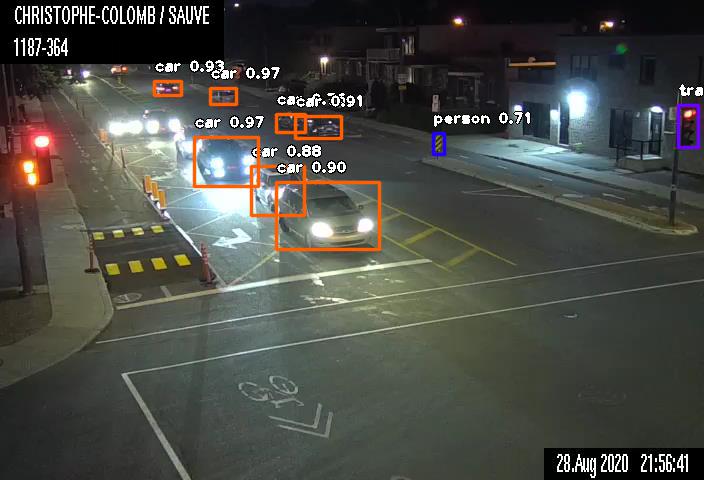 CHRISTOPHE-COLOMB / SAUVE
1187-364
car 0.93
car 0.97
car 0.91
tra
person 0.71
car 0.97
car 0.88
car 0.90
28.Aug 2020 21:56:41